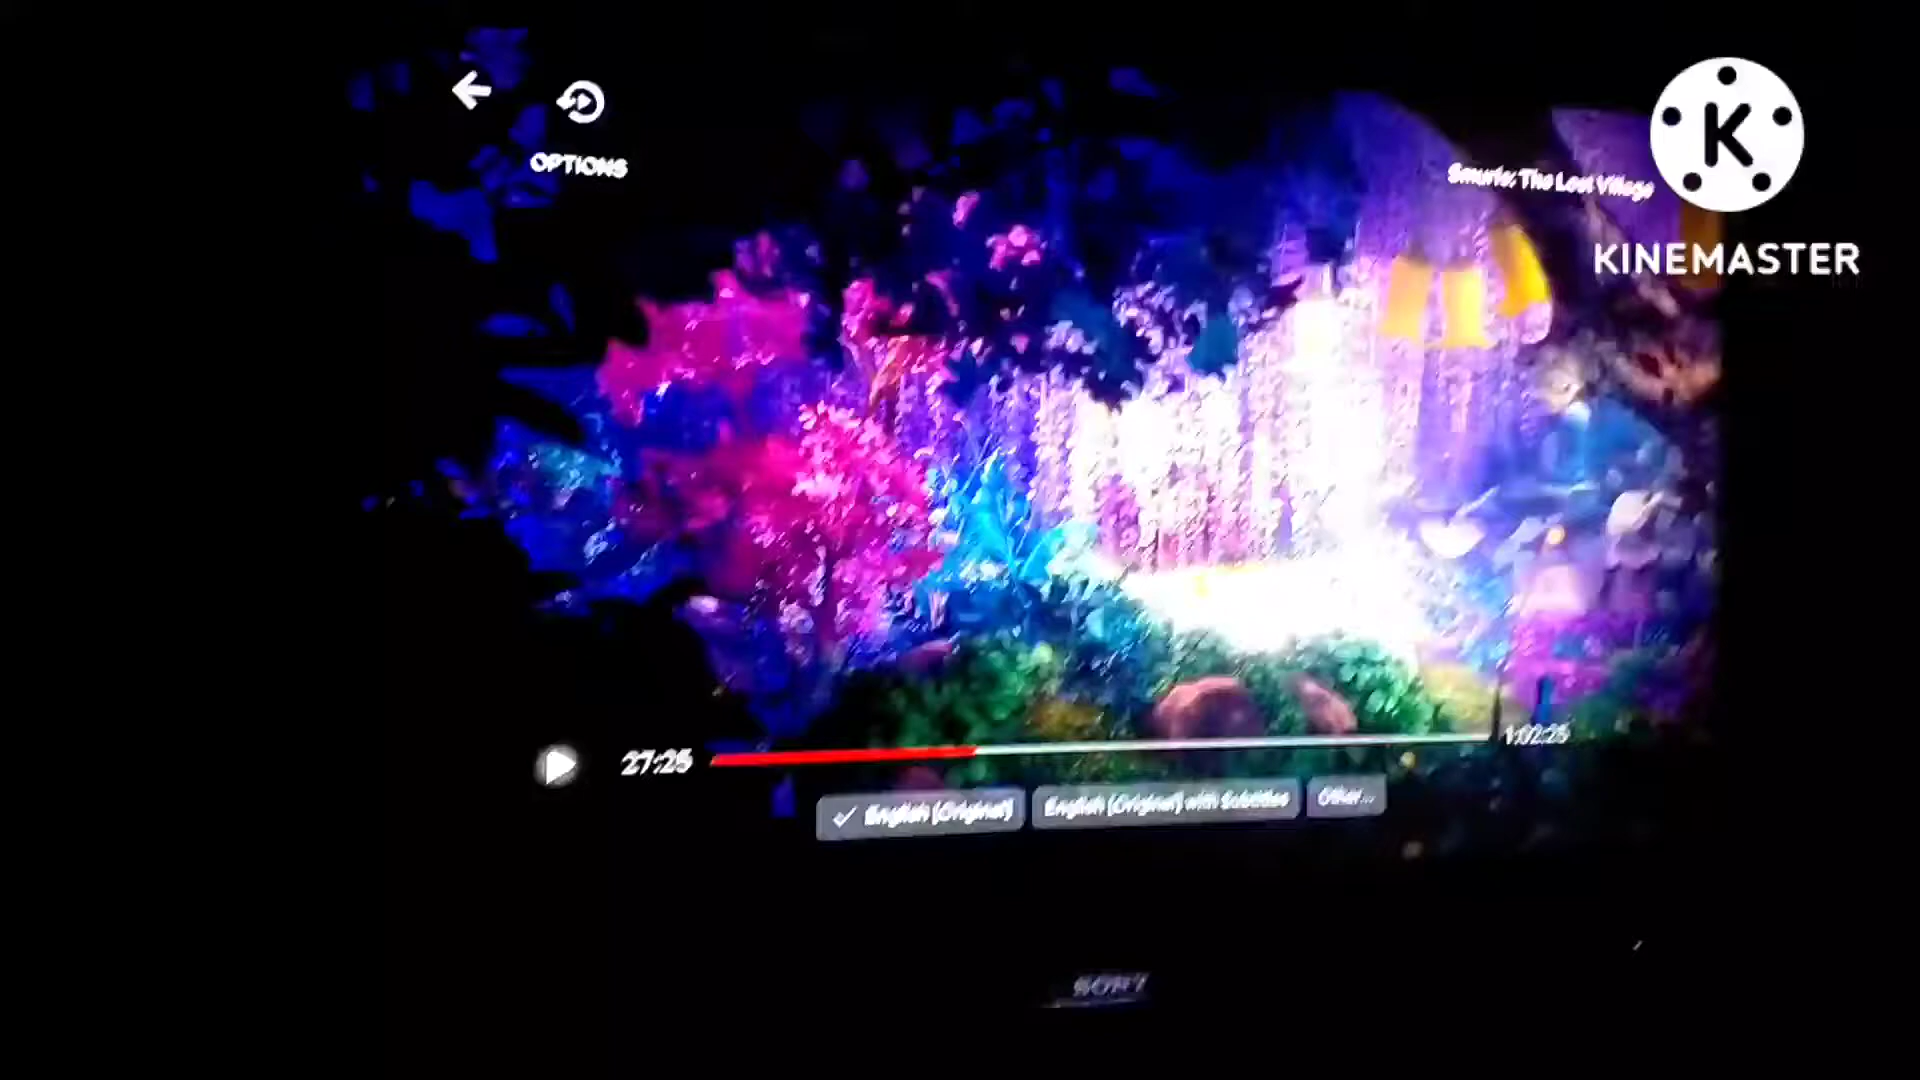 OPTIONS
Smurfs: The Lost Village
K
KINEMASTER
27:25
1:02:25
✓ English (Original)
English (Original) with Subtitles
Other...
SONY